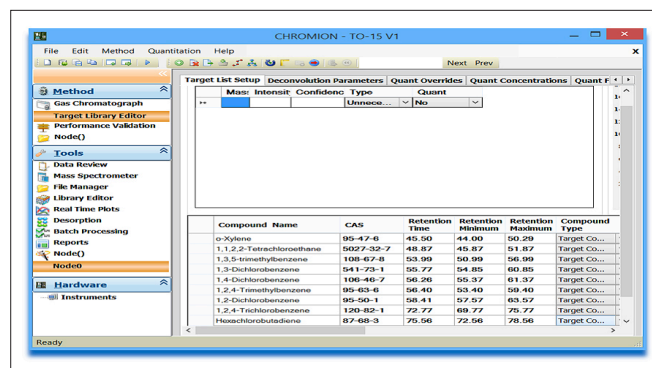 CHROMION - TO-15 V1
File Edit Method Quantitation Help x
Next Prev
Target List Setup Deconvolution Parameters Quant Overrides Quant Concentrations Quant F
Method
Gas Chromatograph
Target Library Editor
Performance Validation
Node()
Tools
Data Review
Mass Spectrometer
File Manager
Library Editor
Real Time Plots
Desorption
Batch Processing
Reports
Node()
Node0
Hardware
Instruments
Mass Intensit Confidenc Type Quant
Unnece... No
Compound Name CAS Retention Time Retention Minimum Retention Maximum Compound Type
o-Xylene 95-47-6 45.50 44.00 50.29 Target Co...
1,1,2,2-Tetrachloroethane 5027-32-7 48.87 45.87 51.87 Target Co...
1,3,5-trimethylbenzene 108-67-8 53.99 50.99 56.99 Target Co...
1,3-Dichlorobenzene 541-73-1 55.77 54.85 60.85 Target Co...
1,4-Dichlorobenzene 106-46-7 56.26 55.37 61.37 Target Co...
1,2,4-Trimethylbenzene 95-63-6 56.40 53.40 59.40 Target Co...
1,2-Dichlorobenzene 95-50-1 58.41 57.57 63.57 Target Co...
1,2,4-Trichlorobenzene 120-82-1 72.77 69.77 75.77 Target Co...
Hexachlorobutadiene 87-68-3 75.56 72.56 78.56 Target Co...
Ready